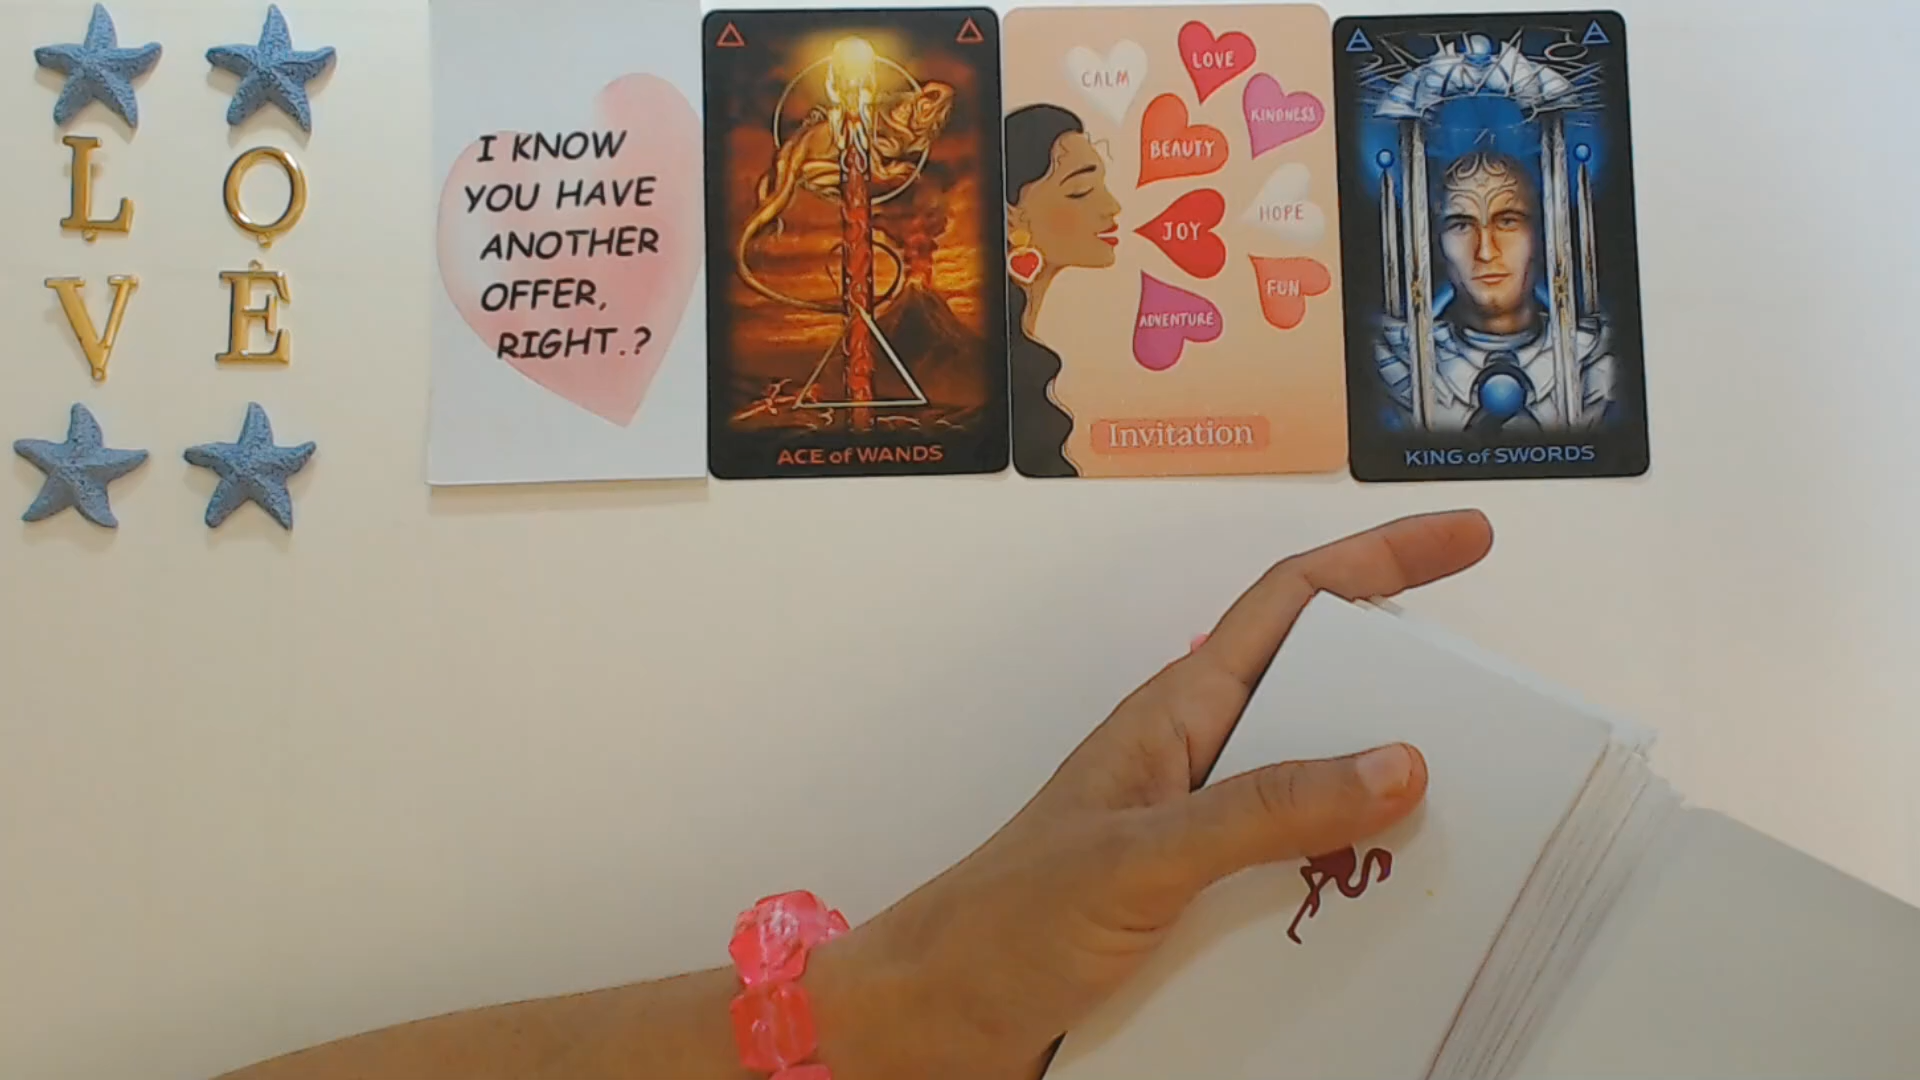 L O
V E
I KNOW
YOU HAVE
ANOTHER
OFFER,
RIGHT.?
ACE of WANDS
CALM
LOVE
KINDNESS
BEAUTY
HOPE
JOY
FUN
ADVENTURE
Invitation
KING of SWORDS